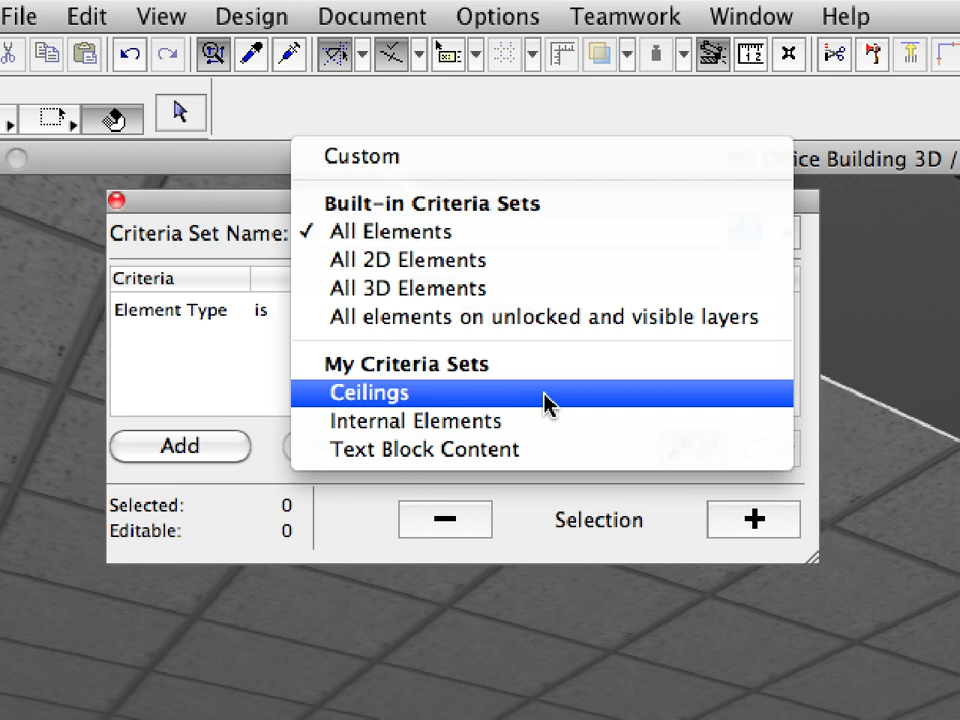 File Edit View Design Document Options Teamwork Window Help
ice Building 3D /
Custom
Built-in Criteria Sets
Criteria Set Name: ✓ All Elements
All 2D Elements
Criteria
All 3D Elements
Element Type is
All elements on unlocked and visible layers
My Criteria Sets
Ceilings
Internal Elements
Add
Text Block Content
Selected: 0
Editable: 0
− Selection +